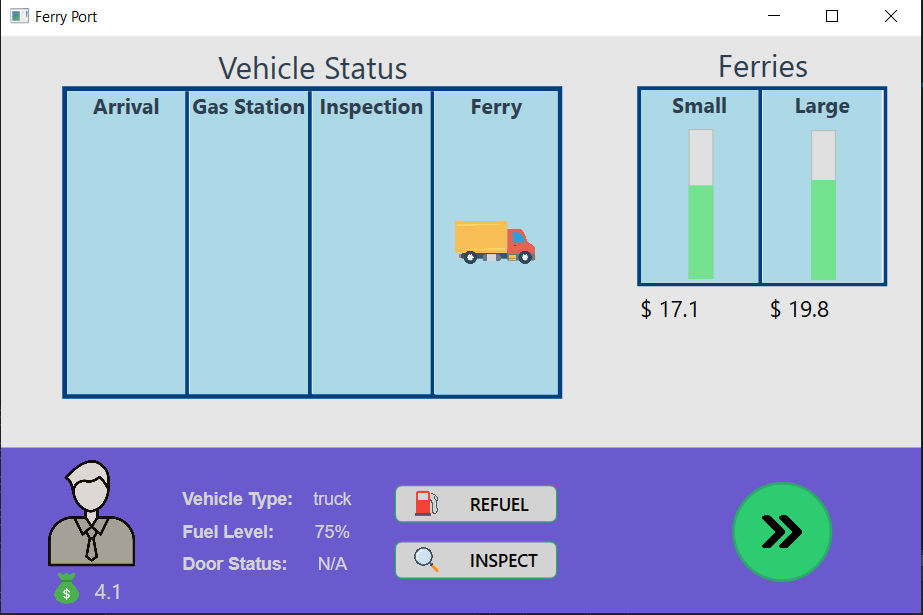 Ferry Port
Vehicle Status
Ferries
Arrival
Gas Station
Inspection
Ferry
Small
Large
$ 17.1
$ 19.8
Vehicle Type: truck
Fuel Level: 75%
Door Status: N/A
REFUEL
INSPECT
$ 4.1